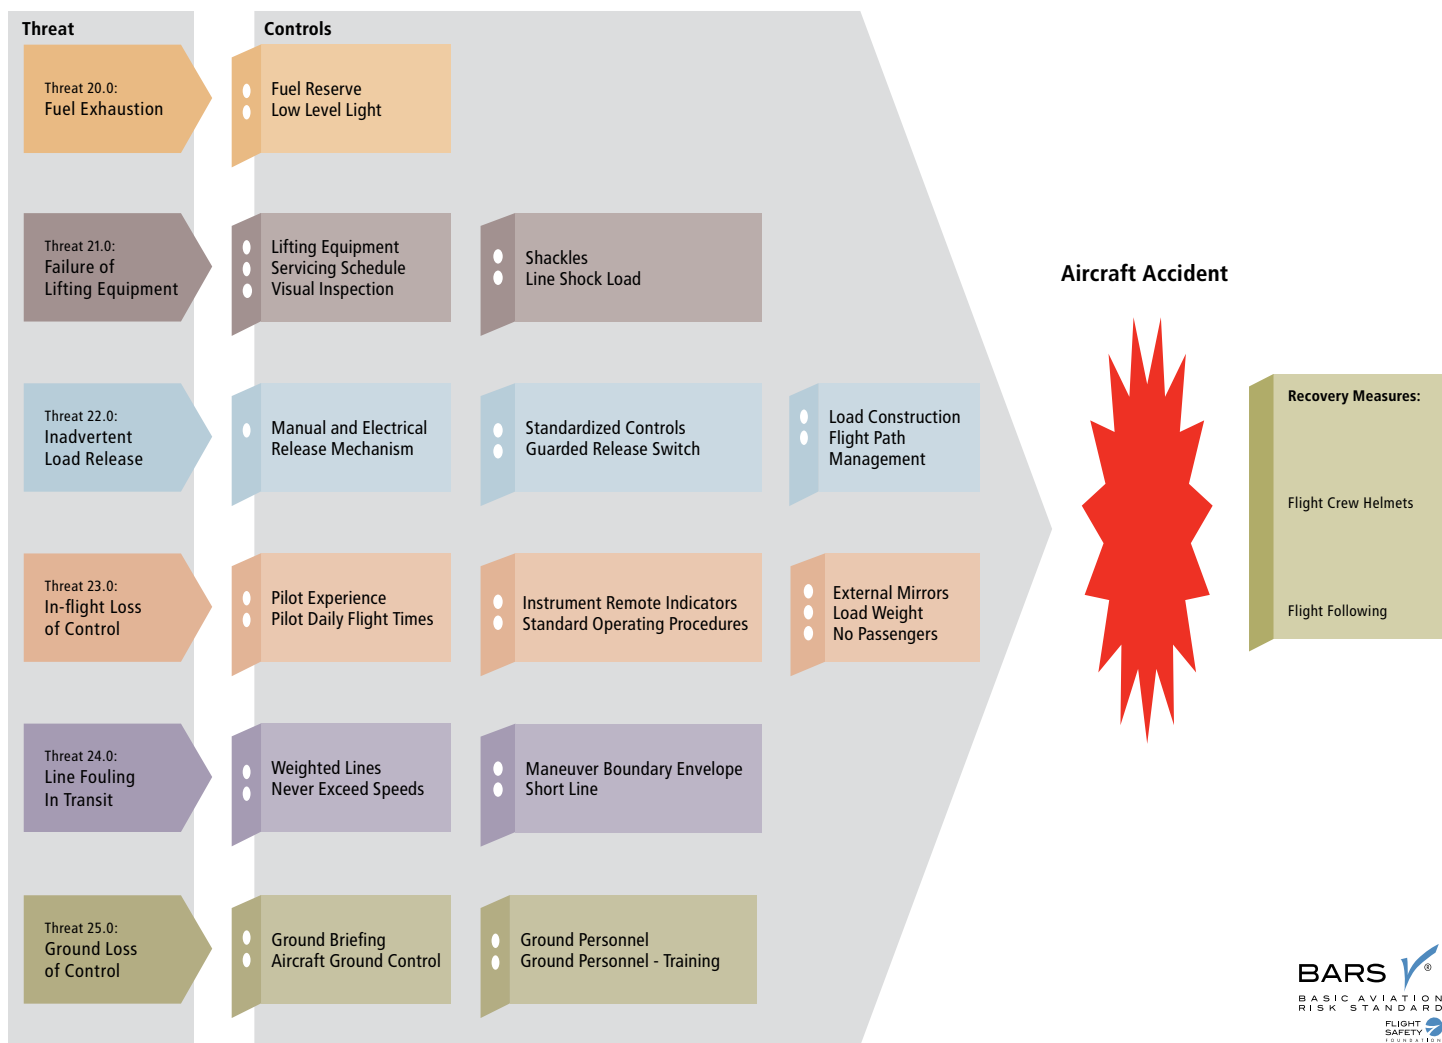 Threat
Controls
Threat 20.0:
Fuel Exhaustion
Fuel Reserve
Low Level Light
Threat 21.0:
Failure of
Lifting Equipment
Lifting Equipment
Servicing Schedule
Visual Inspection
Shackles
Line Shock Load
Threat 22.0:
Inadvertent
Load Release
Manual and Electrical
Release Mechanism
Standardized Controls
Guarded Release Switch
Load Construction
Flight Path
Management
Threat 23.0:
In-flight Loss
of Control
Pilot Experience
Pilot Daily Flight Times
Instrument Remote Indicators
Standard Operating Procedures
External Mirrors
Load Weight
No Passengers
Threat 24.0:
Line Fouling
In Transit
Weighted Lines
Never Exceed Speeds
Maneuver Boundary Envelope
Short Line
Threat 25.0:
Ground Loss
of Control
Ground Briefing
Aircraft Ground Control
Ground Personnel
Ground Personnel - Training
Aircraft Accident
Recovery Measures:
Flight Crew Helmets
Flight Following
BARS ®
BASIC AVIATION
RISK STANDARD
FLIGHT
SAFETY
FOUNDATION